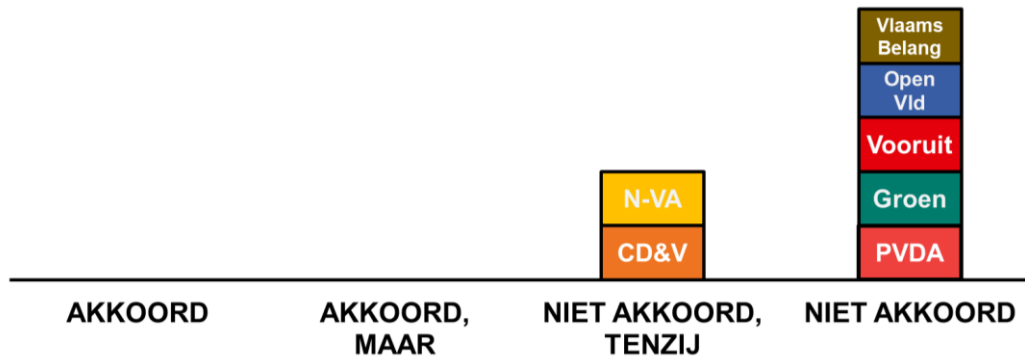 Vlaams
Belang
Open
Vld
Vooruit
N-VA
Groen
CD&V
PVDA
AKKOORD
AKKOORD,
MAAR
NIET AKKOORD,
TENZIJ
NIET AKKOORD